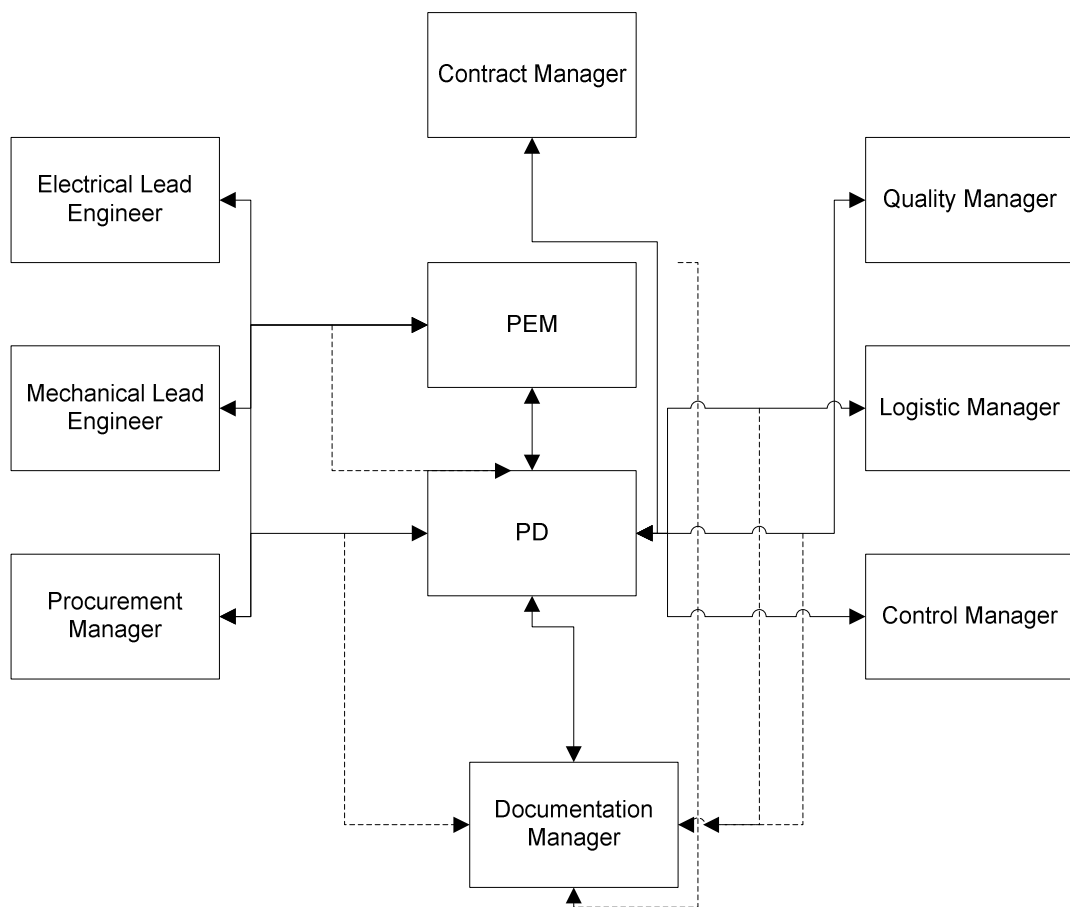 Contract Manager
Electrical Lead
Engineer
Quality Manager
PEM
Mechanical Lead
Engineer
Logistic Manager
PD
Procurement
Manager
Control Manager
Documentation
Manager